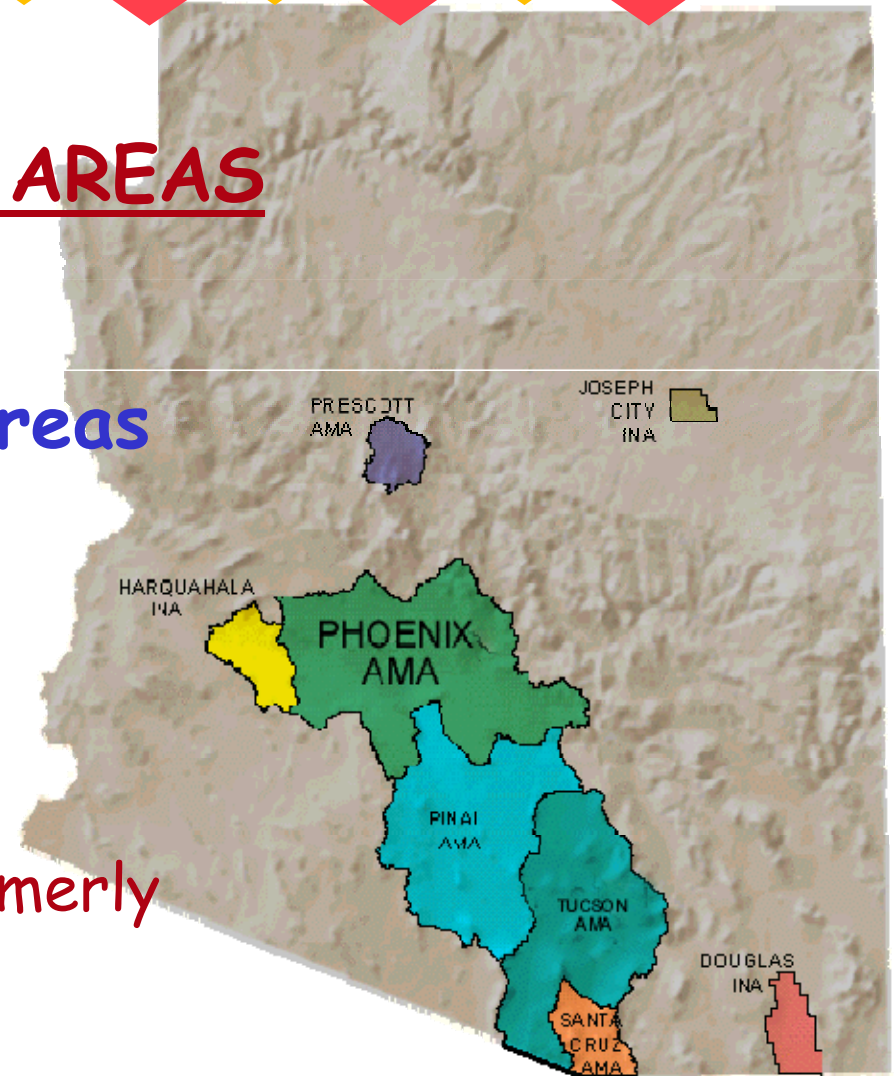 AREAS
reas
merly
PRESCOTT
AMA
JOSEPH
CITY
INA
HARQUAHALA
INA
PHOENIX
AMA
PINAL
AMA
TUCSON
AMA
DOUGLAS
INA
SANTA
CRUZ
AMA